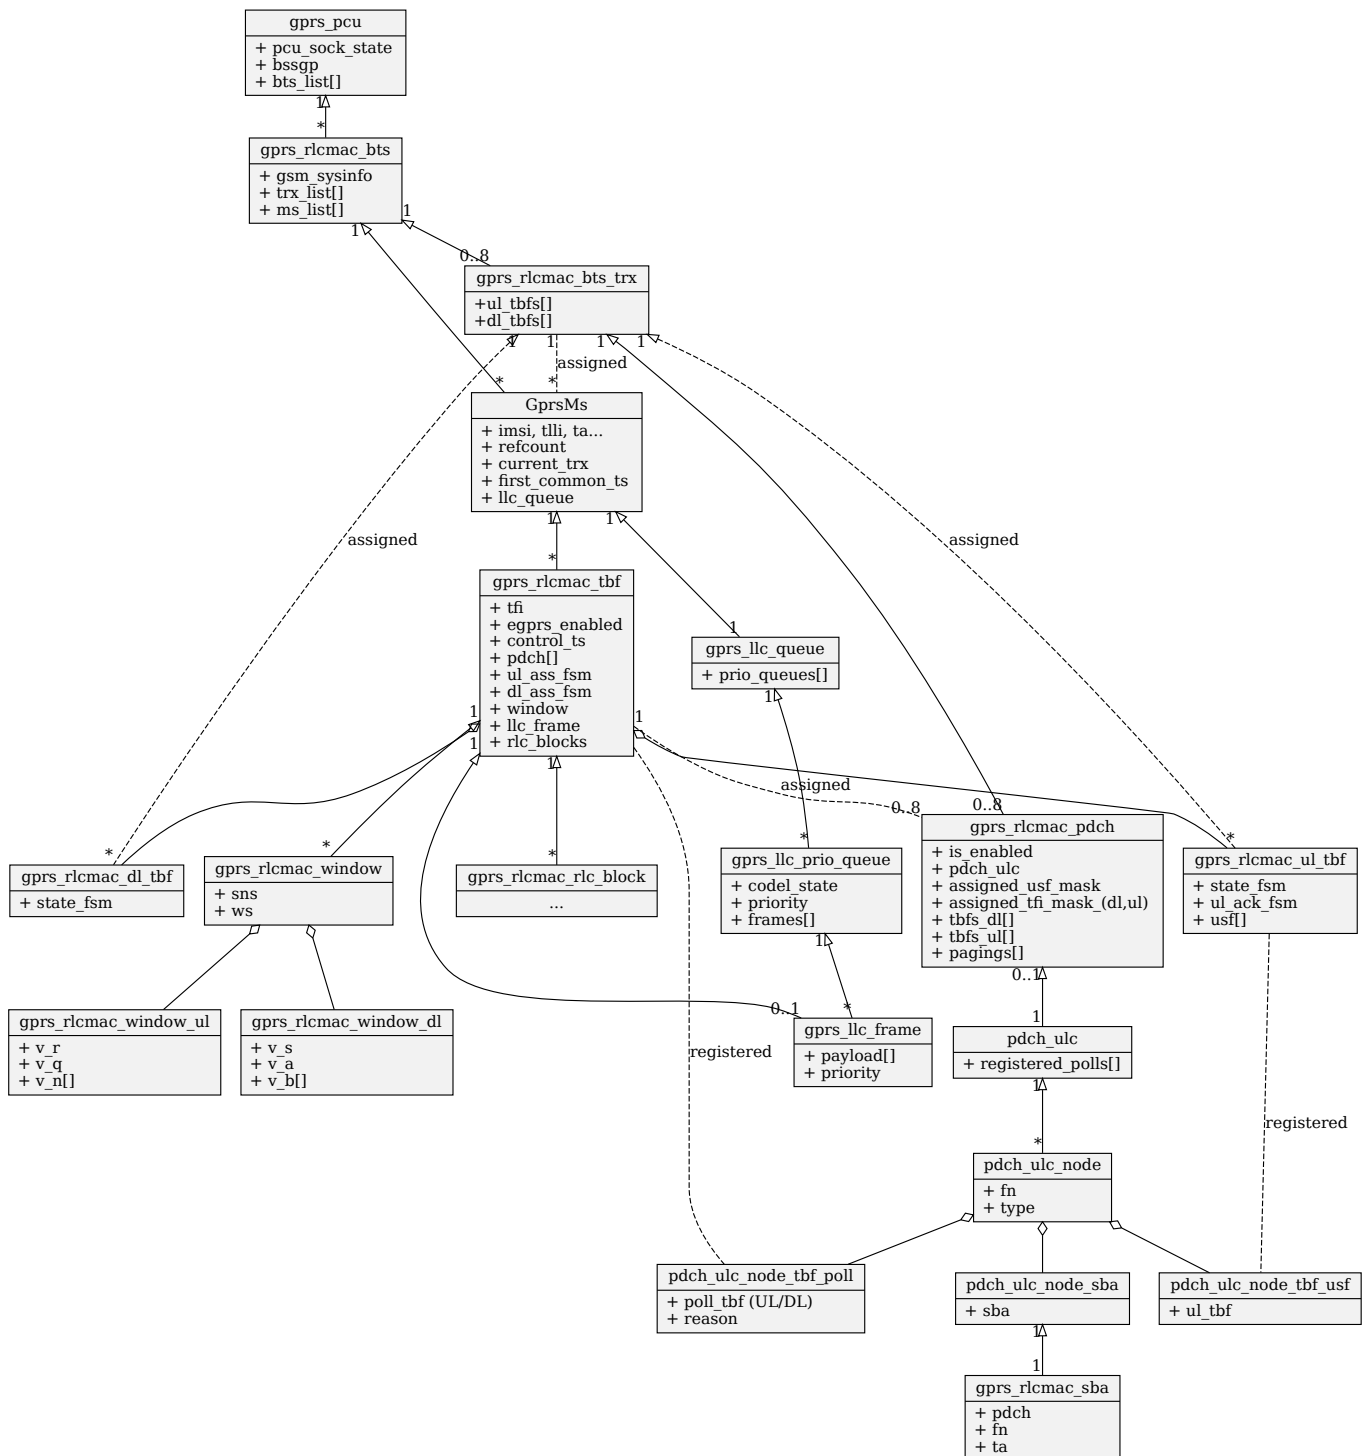 gprs_pcu
+ pcu_sock_state
+ bssgp
+ bts_list[]
1
*
gprs_rlcmac_bts
+ gsm_sysinfo
+ trx_list[]
+ ms_list[]
1
1
0..8
gprs_rlcmac_bts_trx
+ul_tbfs[]
+dl_tbfs[]
1
1
1
1
assigned
*
*
GprsMs
+ imsi, tlli, ta...
+ refcount
+ current_trx
+ first_common_ts
+ llc_queue
1
1
assigned
assigned
*
gprs_rlcmac_tbf
+ tfi
+ egprs_enabled
+ control_ts
+ pdch[]
+ ul_ass_fsm
+ dl_ass_fsm
+ window
+ llc_frame
+ rlc_blocks
1
gprs_llc_queue
+ prio_queues[]
1
1
1
1
1
assigned
0..8
0..8
*
*
*
*
*
gprs_rlcmac_dl_tbf
+ state_fsm
gprs_rlcmac_window
+ sns
+ ws
gprs_rlcmac_rlc_block
...
gprs_llc_prio_queue
+ codel_state
+ priority
+ frames[]
1
gprs_rlcmac_pdch
+ is_enabled
+ pdch_ulc
+ assigned_usf_mask
+ assigned_tfi_mask_(dl,ul)
+ tbfs_dl[]
+ tbfs_ul[]
+ pagings[]
0..1
gprs_rlcmac_ul_tbf
+ state_fsm
+ ul_ack_fsm
+ usf[]
gprs_rlcmac_window_ul
+ v_r
+ v_q
+ v_n[]
gprs_rlcmac_window_dl
+ v_s
+ v_a
+ v_b[]
registered
0..1
*
gprs_llc_frame
+ payload[]
+ priority
1
pdch_ulc
+ registered_polls[]
1
registered
*
pdch_ulc_node
+ fn
+ type
pdch_ulc_node_tbf_poll
+ poll_tbf (UL/DL)
+ reason
pdch_ulc_node_sba
+ sba
1
pdch_ulc_node_tbf_usf
+ ul_tbf
1
gprs_rlcmac_sba
+ pdch
+ fn
+ ta